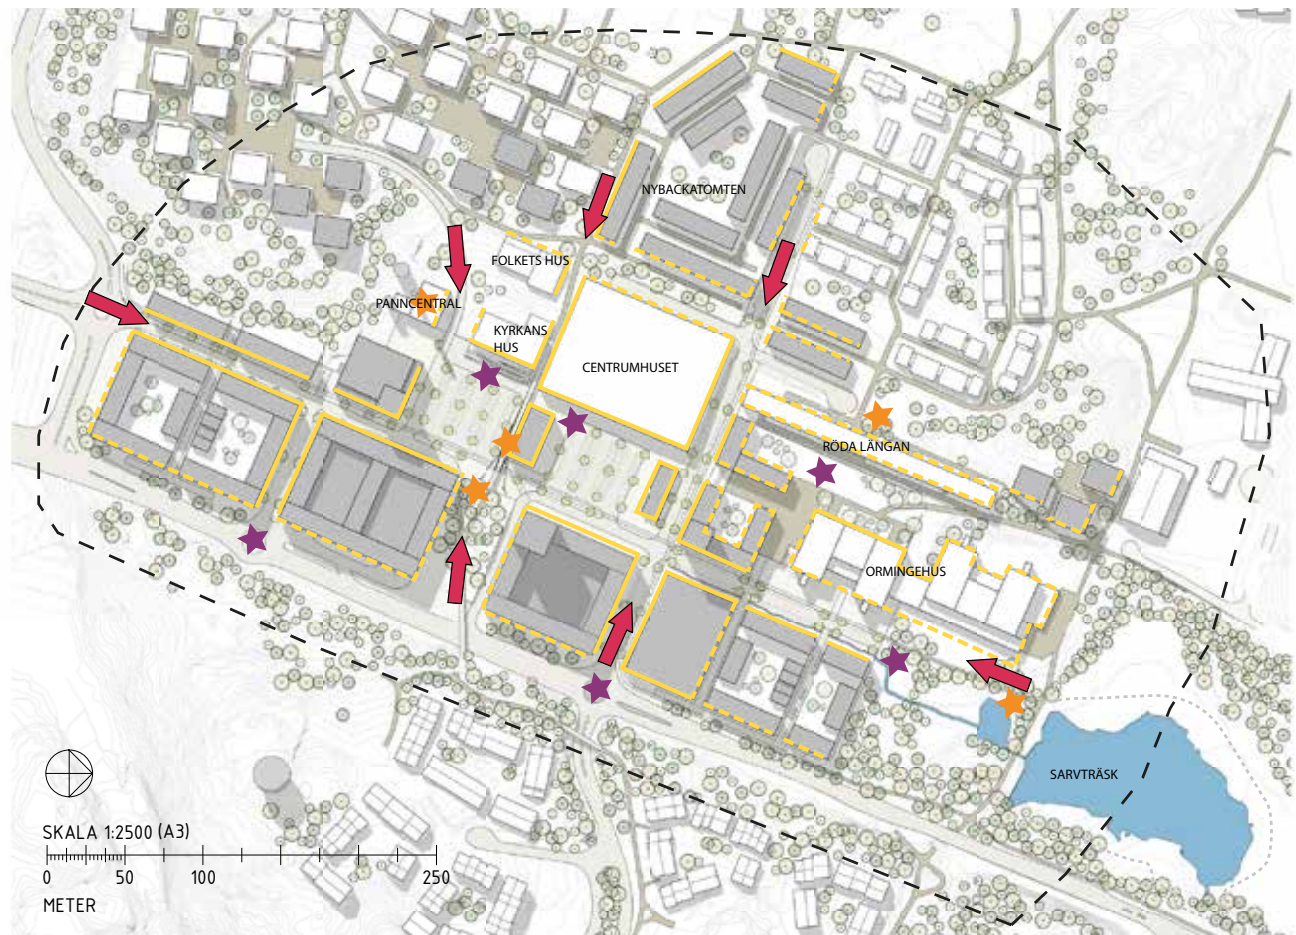 NYBACKATOMTEN
FOLKETS HUS
PANNCENTRAL
KYRKANS
HUS
CENTRUMHUSET
RÖDA LÄNGAN
ORMINGEHUS
SARVTRÄSK
SKALA 1:2500 (A3)
0 50 100 250
METER